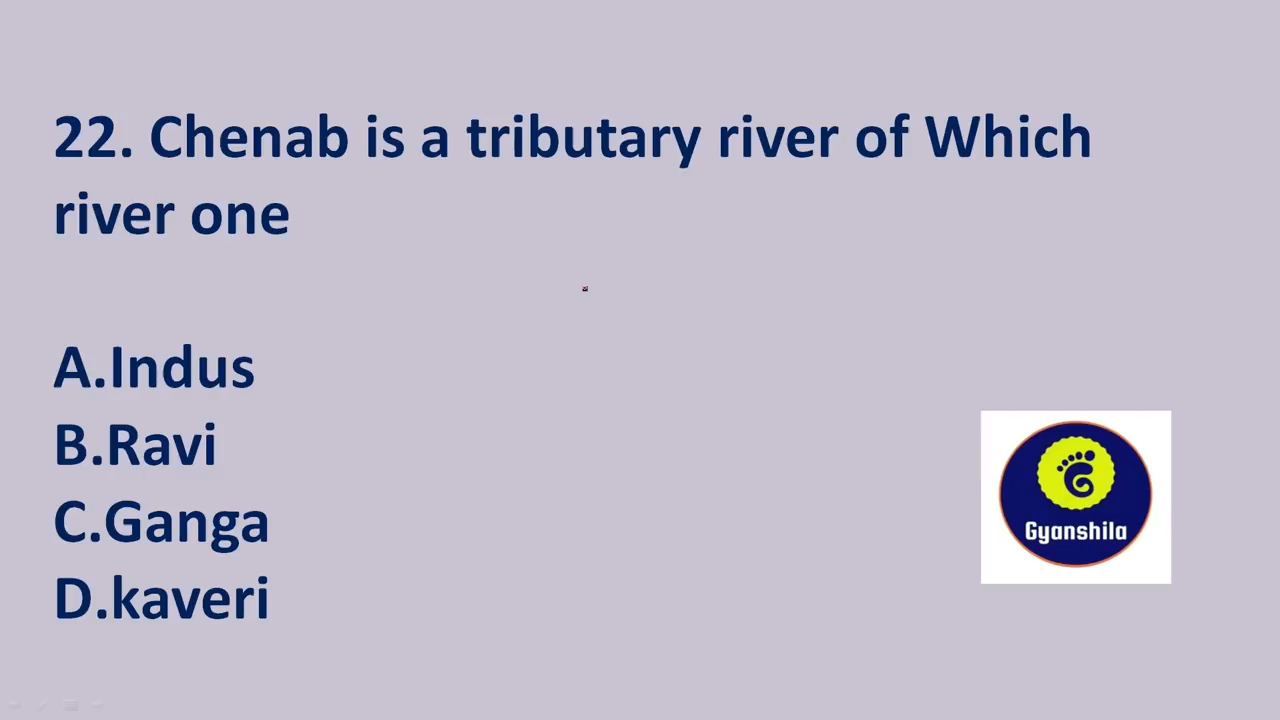 22. Chenab is a tributary river of Which
river one
A.Indus
B.Ravi
C.Ganga
D.kaveri
Gyanshila